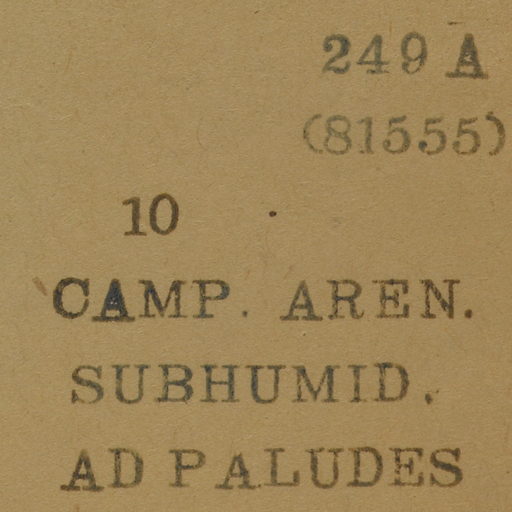 249 A
(81555)
10
CAMP. AREN.
SUBHUMID.
AD PALUDES